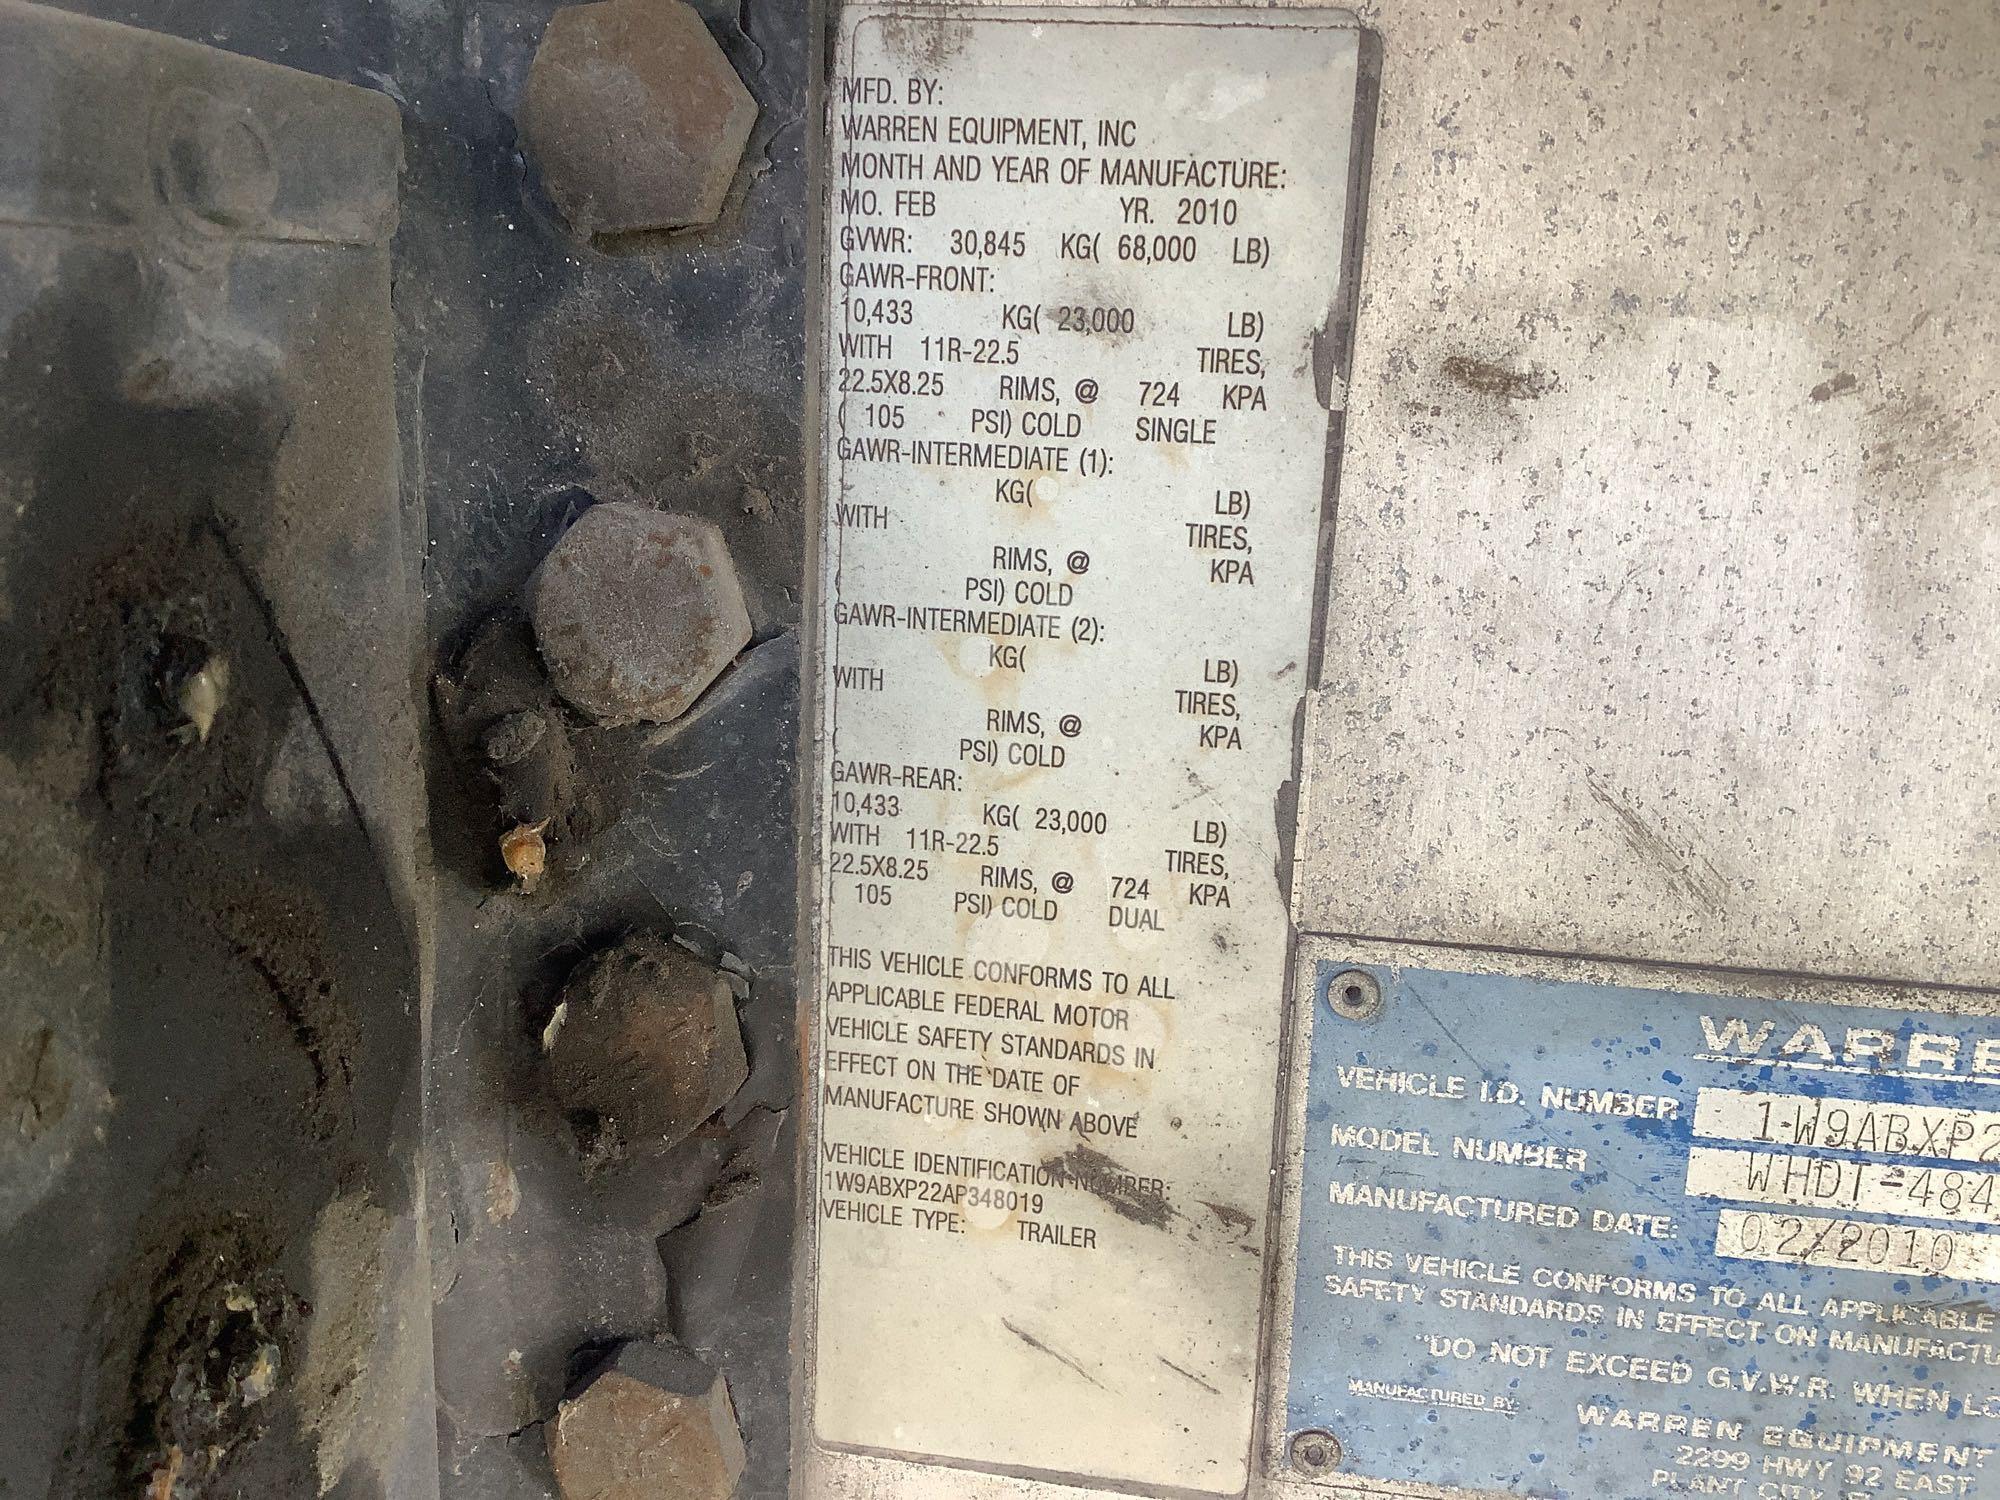 MFD. BY:
WARREN EQUIPMENT, INC
MONTH AND YEAR OF MANUFACTURE:
MO. FEB YR. 2010
GVWR: 30,845 KG( 68,000 LB)
GAWR-FRONT:
10,433 KG( 23,000 LB)
WITH 11R-22.5 TIRES,
22.5X8.25 RIMS, @ 724 KPA
( 105 PSI) COLD SINGLE
GAWR-INTERMEDIATE (1):
KG( LB)
WITH TIRES,
RIMS, @ KPA
( PSI) COLD
GAWR-INTERMEDIATE (2):
KG( LB)
WITH TIRES,
RIMS, @ KPA
( PSI) COLD
GAWR-REAR:
10,433 KG( 23,000 LB)
WITH 11R-22.5 TIRES,
22.5X8.25 RIMS, @ 724 KPA
( 105 PSI) COLD DUAL
THIS VEHICLE CONFORMS TO ALL
APPLICABLE FEDERAL MOTOR
VEHICLE SAFETY STANDARDS IN
EFFECT ON THE DATE OF
MANUFACTURE SHOWN ABOVE
VEHICLE IDENTIFICATION NUMBER:
1W9ABXP22AP348019
VEHICLE TYPE: TRAILER
WARRE
VEHICLE I.D. NUMBER 1W9ABXP2
MODEL NUMBER WHDT-484
MANUFACTURED DATE: 02/2010
THIS VEHICLE CONFORMS TO ALL APPLICABLE
SAFETY STANDARDS IN EFFECT ON MANUFACTU
"DO NOT EXCEED G.V.W.R. WHEN LO
MANUFACTURED BY:
WARREN EQUIPMENT
2299 HWY 92 EAST
PLANT CITY,